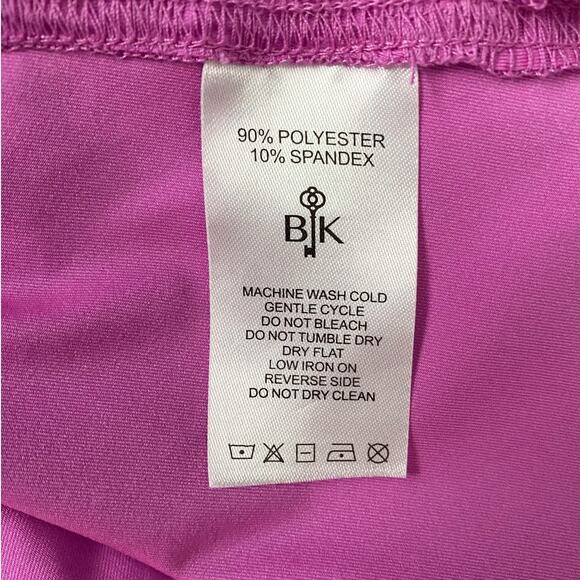 90% POLYESTER
10% SPANDEX
B K
MACHINE WASH COLD
GENTLE CYCLE
DO NOT BLEACH
DO NOT TUMBLE DRY
DRY FLAT
LOW IRON ON
REVERSE SIDE
DO NOT DRY CLEAN